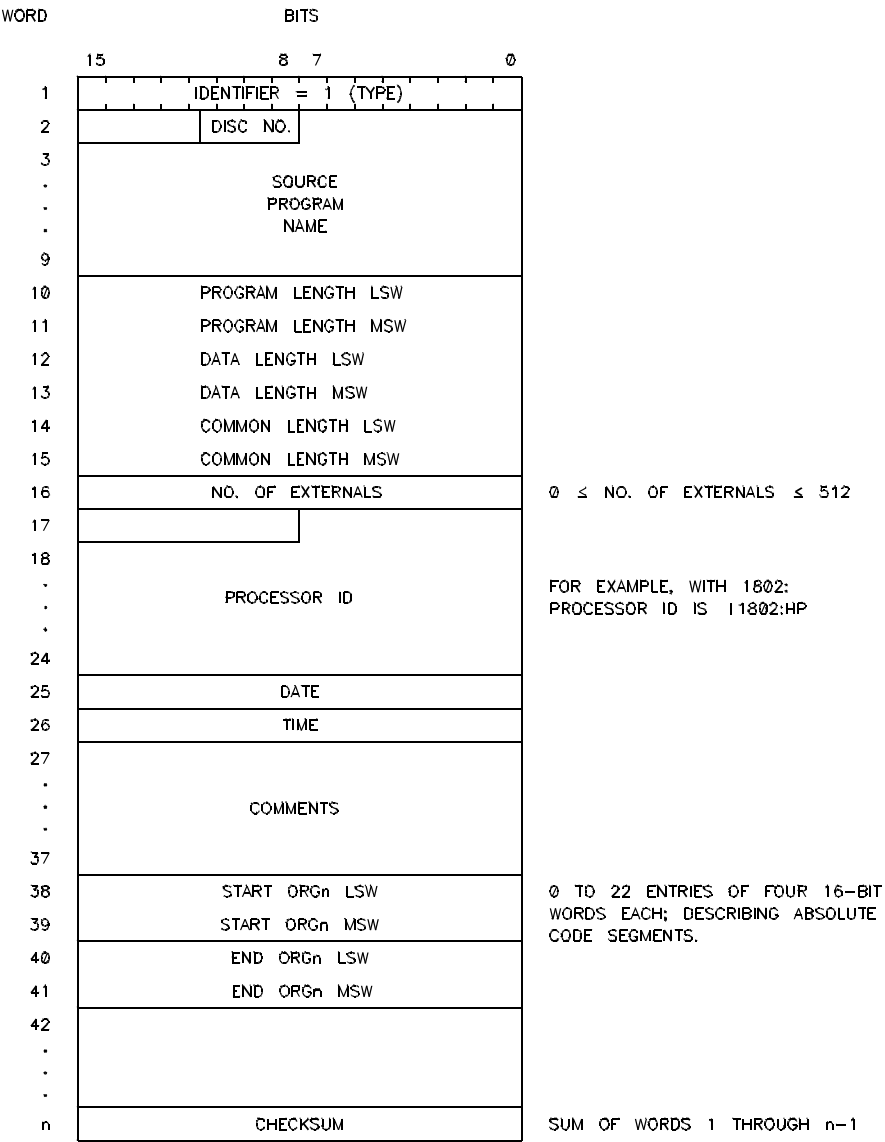 WORD BITS
15 8 7 0
1 IDENTIFIER = 1 (TYPE)
2 DISC NO.
3
. SOURCE
. PROGRAM
. NAME
9
10 PROGRAM LENGTH LSW
11 PROGRAM LENGTH MSW
12 DATA LENGTH LSW
13 DATA LENGTH MSW
14 COMMON LENGTH LSW
15 COMMON LENGTH MSW
16 NO. OF EXTERNALS 0 ≤ NO. OF EXTERNALS ≤ 512
17
18
. FOR EXAMPLE, WITH 1802:
. PROCESSOR ID PROCESSOR ID IS I1802:HP
.
24
25 DATE
26 TIME
27
.
. COMMENTS
.
37
38 START ORGn LSW 0 TO 22 ENTRIES OF FOUR 16-BIT
39 START ORGn MSW WORDS EACH; DESCRIBING ABSOLUTE
CODE SEGMENTS.
40 END ORGn LSW
41 END ORGn MSW
42
.
.
.
n CHECKSUM SUM OF WORDS 1 THROUGH n-1